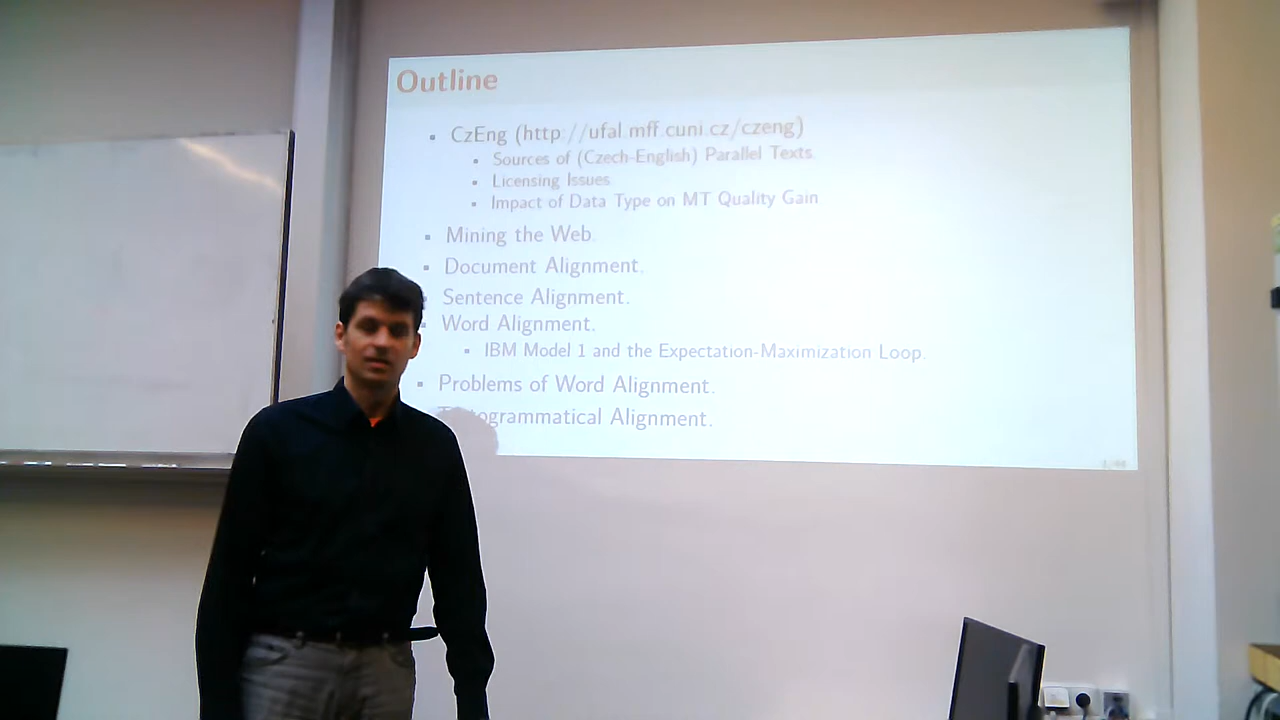 Outline
CzEng (http://ufal.mff.cuni.cz/czeng)
Sources of (Czech-English) Parallel Texts
Licensing Issues
Impact of Data Type on MT Quality Gain
Mining the Web.
Document Alignment.
Sentence Alignment.
Word Alignment.
IBM Model 1 and the Expectation-Maximization Loop.
Problems of Word Alignment.
Alignment.